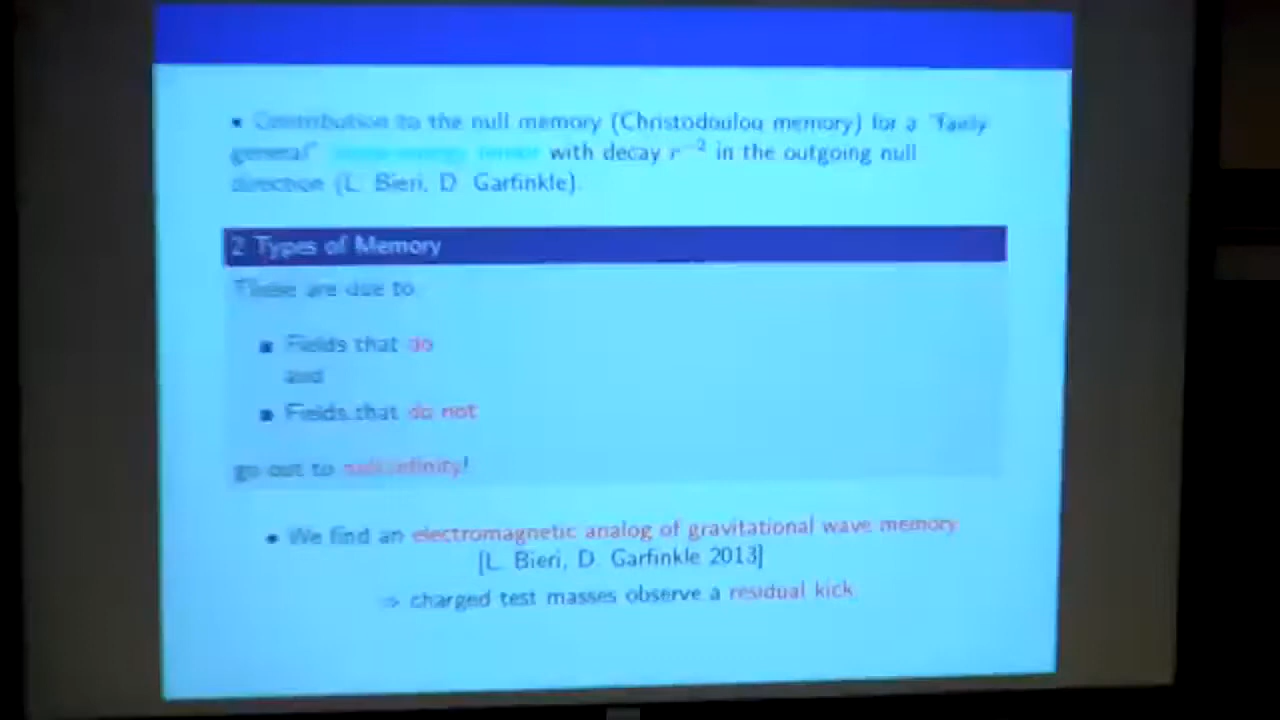 • Contribution to the null memory (Christodoulou memory) for a "fairly
general" stress-energy tensor with decay r⁻² in the outgoing null
direction (L. Bieri, D. Garfinkle).
2 Types of Memory
These are due to
■ Fields that do
and
■ Fields that do not
go out to null infinity!
• We find an electromagnetic analog of gravitational wave memory
[L. Bieri, D. Garfinkle 2013]
⇒ charged test masses observe a residual kick.